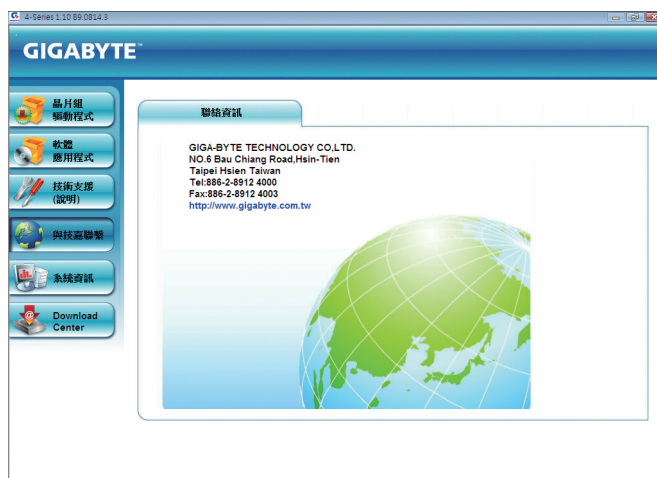 4-Series 1.10 B9.0814.3
GIGABYTE™
晶片組
驅動程式
軟體
應用程式
技術支援
(說明)
與技嘉聯繫
系統資訊
Download
Center
聯絡資訊
GIGA-BYTE TECHNOLOGY CO,LTD.
NO.6 Bau Chiang Road,Hsin-Tien
Taipei Hsien Taiwan
Tel:886-2-8912 4000
Fax:886-2-8912 4003
http://www.gigabyte.com.tw